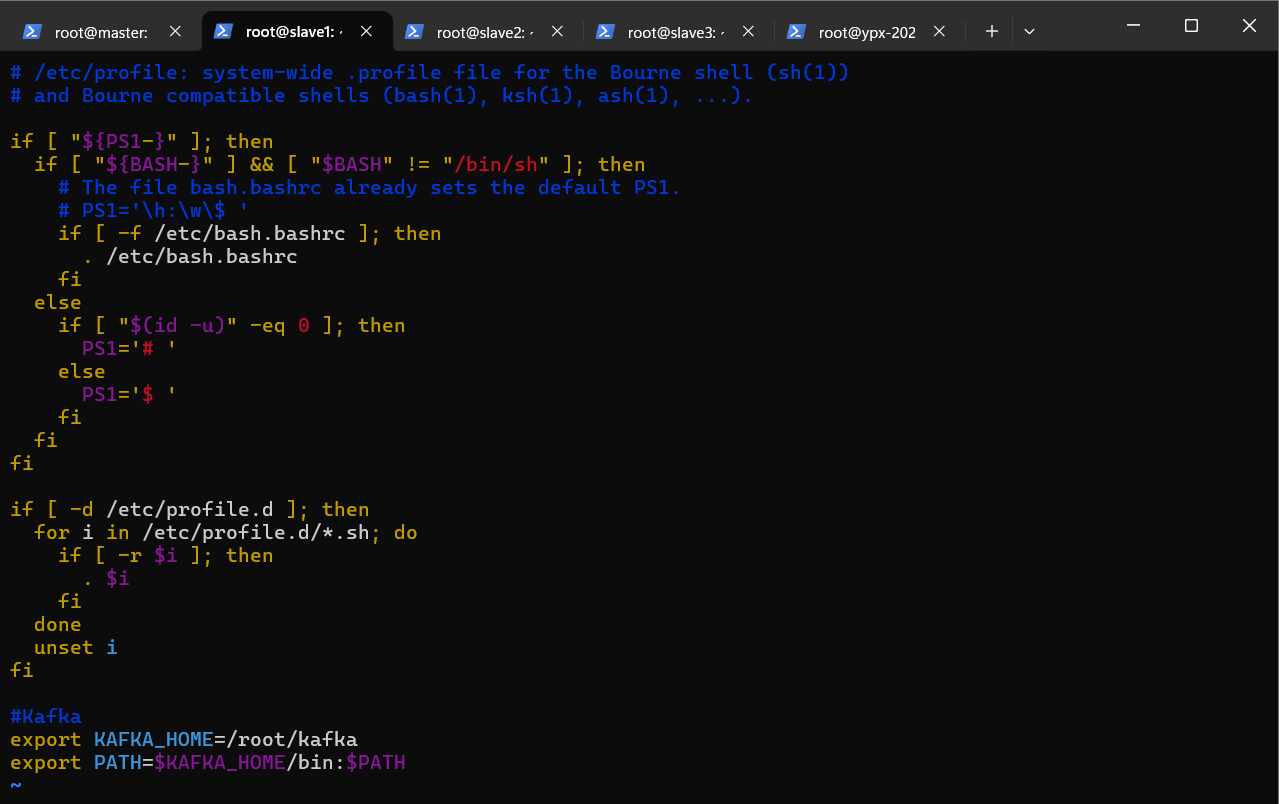 root@master:
root@slave1: -
root@slave2: -
root@slave3: -
root@ypx-202
# /etc/profile: system-wide .profile file for the Bourne shell (sh(1))
# and Bourne compatible shells (bash(1), ksh(1), ash(1), ...).

if [ "${PS1-}" ]; then
  if [ "${BASH-}" ] && [ "$BASH" != "/bin/sh" ]; then
    # The file bash.bashrc already sets the default PS1.
    # PS1='\h:\w\$ '
    if [ -f /etc/bash.bashrc ]; then
      . /etc/bash.bashrc
    fi
  else
    if [ "$(id -u)" -eq 0 ]; then
      PS1='# '
    else
      PS1='$ '
    fi
  fi
fi

if [ -d /etc/profile.d ]; then
  for i in /etc/profile.d/*.sh; do
    if [ -r $i ]; then
      . $i
    fi
  done
  unset i
fi

#Kafka
export KAFKA_HOME=/root/kafka
export PATH=$KAFKA_HOME/bin:$PATH
~